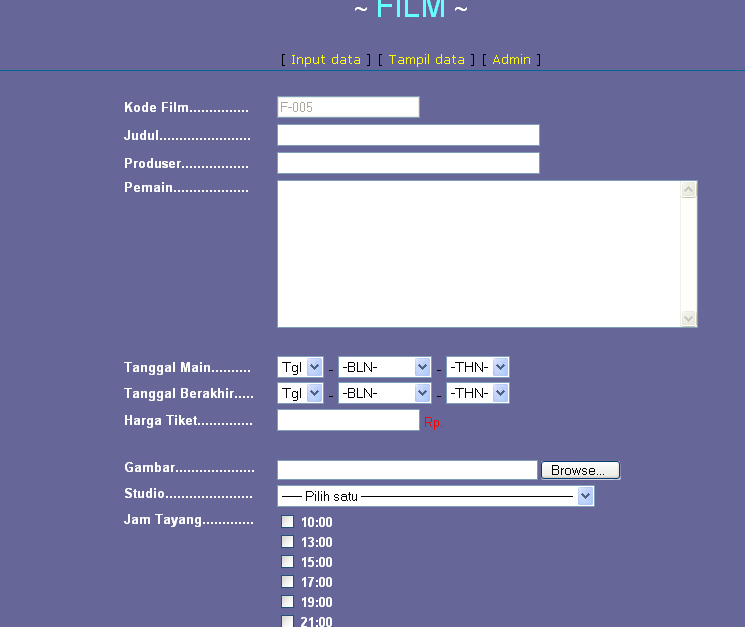 ~ FILM ~
[ Input data ] [ Tampil data ] [ Admin ]
Kode Film............... F-005
Judul.......................
Produser.................
Pemain...................
Tanggal Main.......... Tgl - -BLN- - -THN-
Tanggal Berakhir..... Tgl - -BLN- - -THN-
Harga Tiket.............. Rp.
Gambar.................... Browse...
Studio...................... ── Pilih satu ──────────────────
Jam Tayang............. 10:00
13:00
15:00
17:00
19:00
21:00